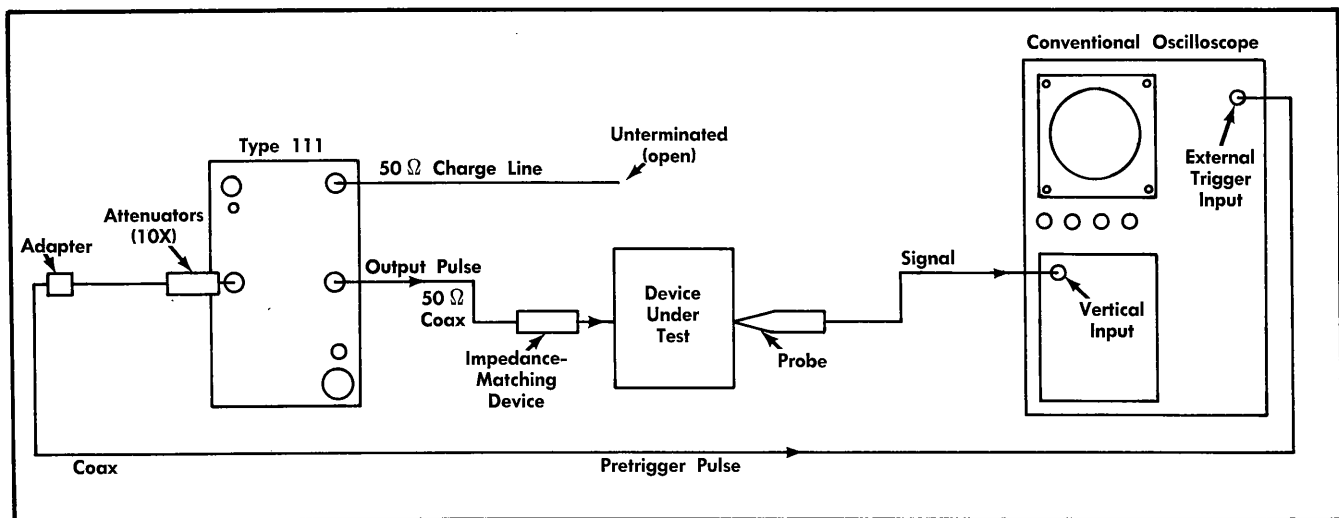 Conventional Oscilloscope
Type 111
Unterminated
(open)
50 Ω Charge Line
External
Trigger
Input
Attenuators
(10X)
Adapter
Output Pulse
50 Ω
Coax
Device
Under
Test
Signal
Vertical
Input
Impedance-
Matching
Device
Probe
Coax
Pretrigger Pulse